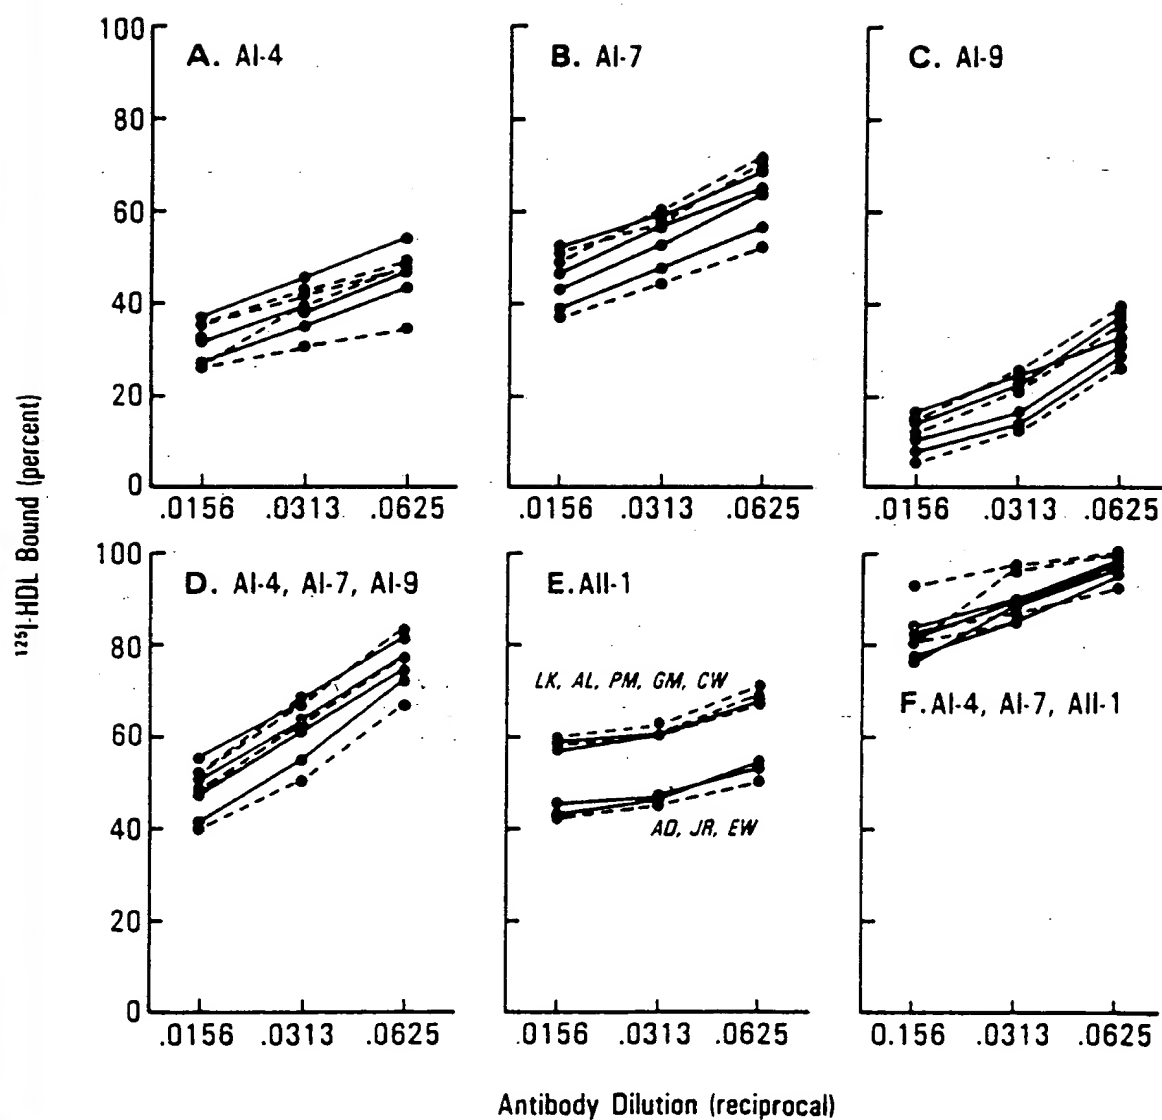 100
80
60
40
20
0
A. AI-4
.0156 .0313 .0625
B. AI-7
.0156 .0313 .0625
C. AI-9
.0156 .0313 .0625
¹²⁵I-HDL Bound (percent)
100
80
60
40
20
0
D. AI-4, AI-7, AI-9
.0156 .0313 .0625
E. AII-1
LK, AL, PM, GM, CW
AD, JR, EW
.0156 .0313 .0625
F. AI-4, AI-7, AII-1
0.156 .0313 .0625
Antibody Dilution (reciprocal)